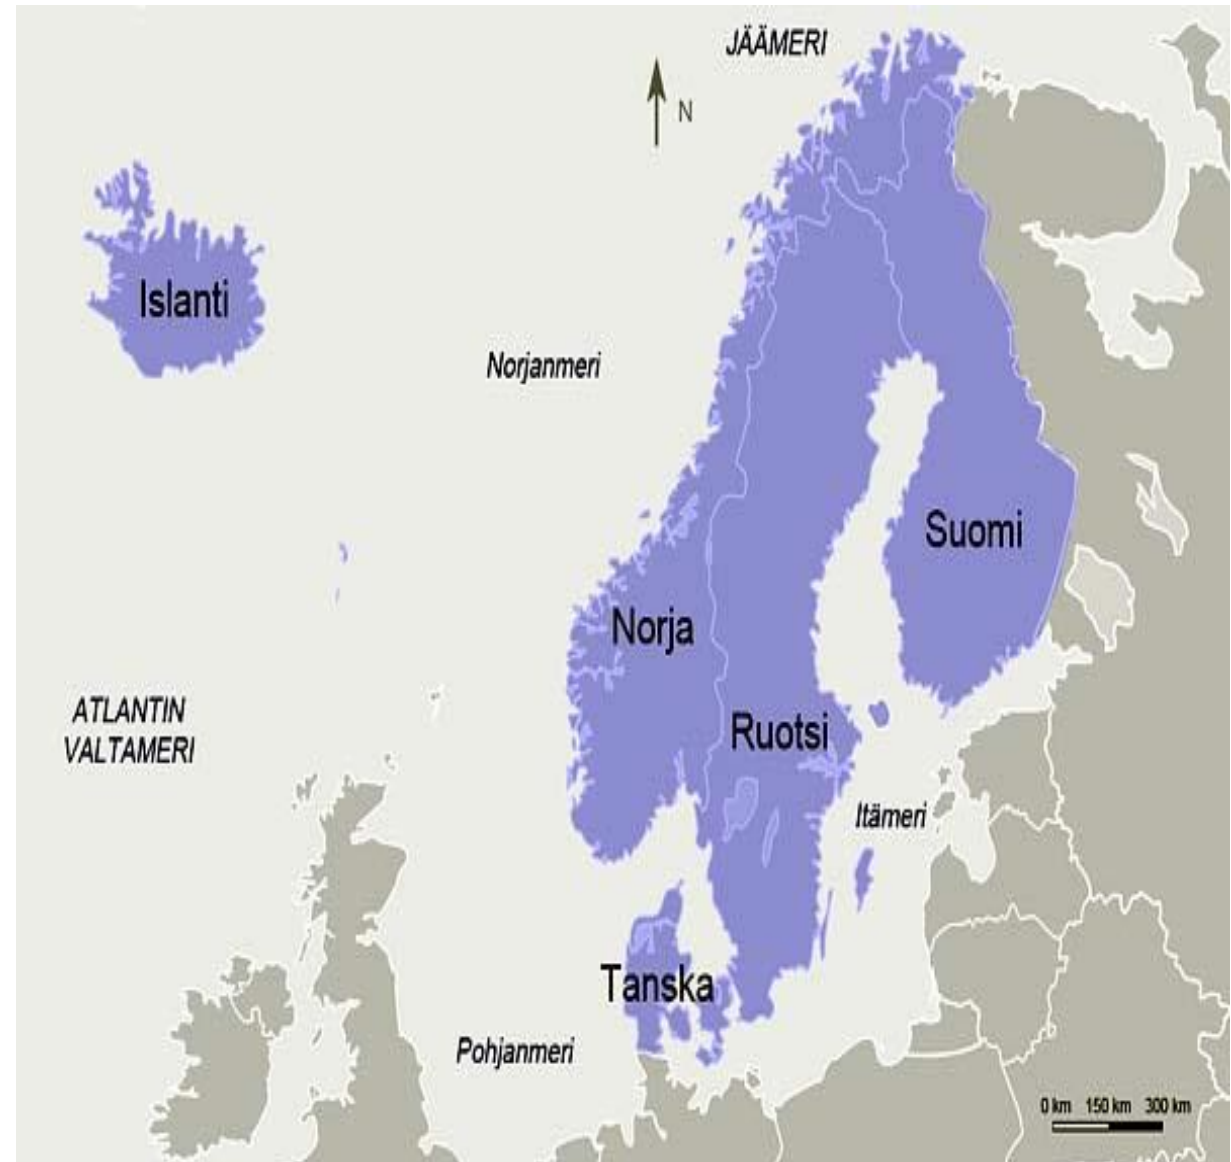 JÄÄMERI
N
Islanti
Norjanmeri
Suomi
Norja
ATLANTIN
VALTAMERI
Ruotsi
Itämeri
Tanska
Pohjanmeri
0 km 150 km 300 km